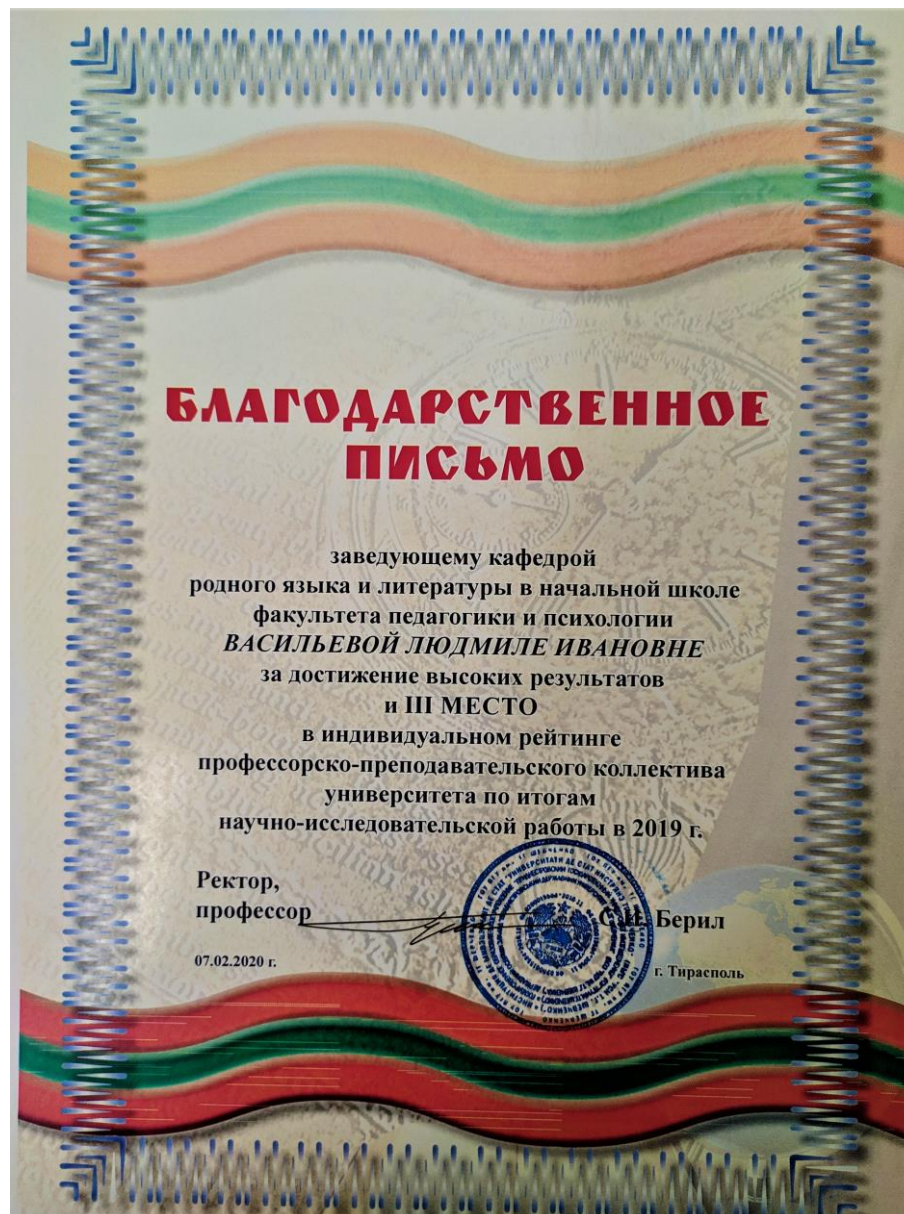 БЛАГОДАРСТВЕННОЕ
ПИСЬМО
заведующему кафедрой
родного языка и литературы в начальной школе
факультета педагогики и психологии
ВАСИЛЬЕВОЙ ЛЮДМИЛЕ ИВАНОВНЕ
за достижение высоких результатов
и III МЕСТО
в индивидуальном рейтинге
профессорско-преподавательского коллектива
университета по итогам
научно-исследовательской работы в 2019 г.
Ректор,
профессор
С.И. Берил
07.02.2020 г.
г. Тирасполь